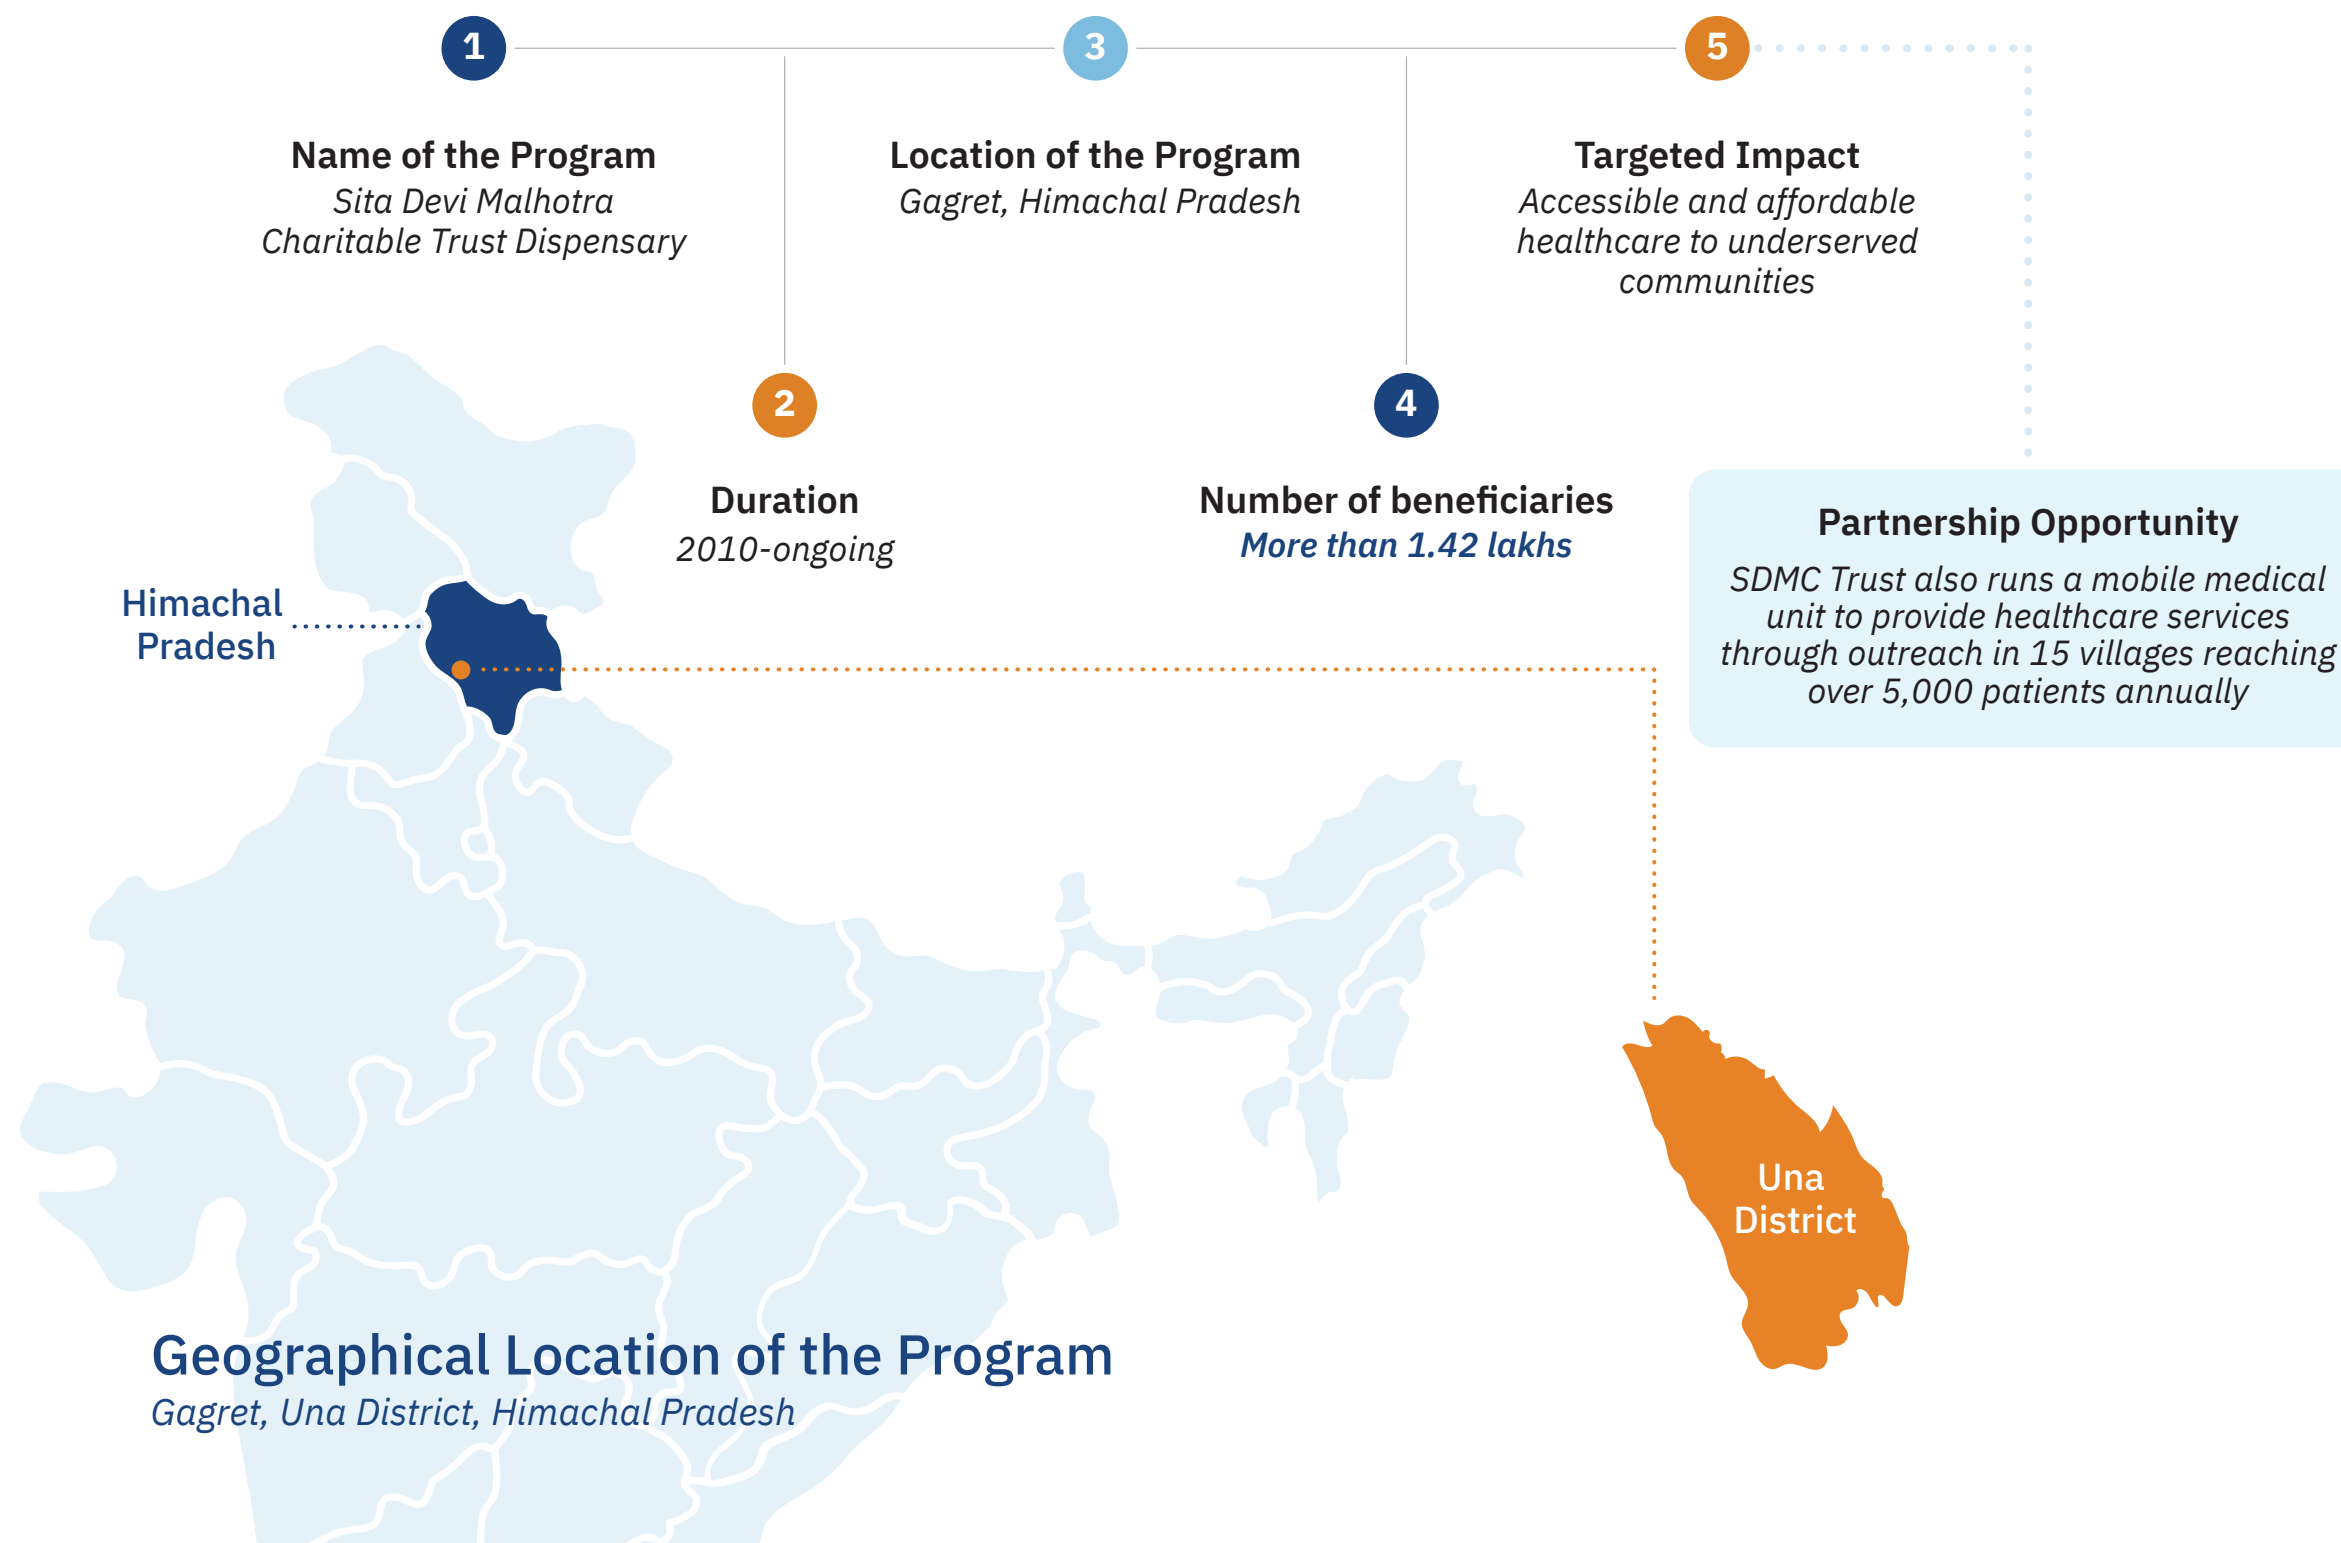 1
Name of the Program
Sita Devi Malhotra
Charitable Trust Dispensary
2
Duration
2010-ongoing
3
Location of the Program
Gagret, Himachal Pradesh
4
Number of beneficiaries
More than 1.42 lakhs
5
Targeted Impact
Accessible and affordable
healthcare to underserved
communities
Partnership Opportunity
SDMC Trust also runs a mobile medical
unit to provide healthcare services
through outreach in 15 villages reaching
over 5,000 patients annually
Himachal
Pradesh
Una
District
Geographical Location of the Program
Gagret, Una District, Himachal Pradesh